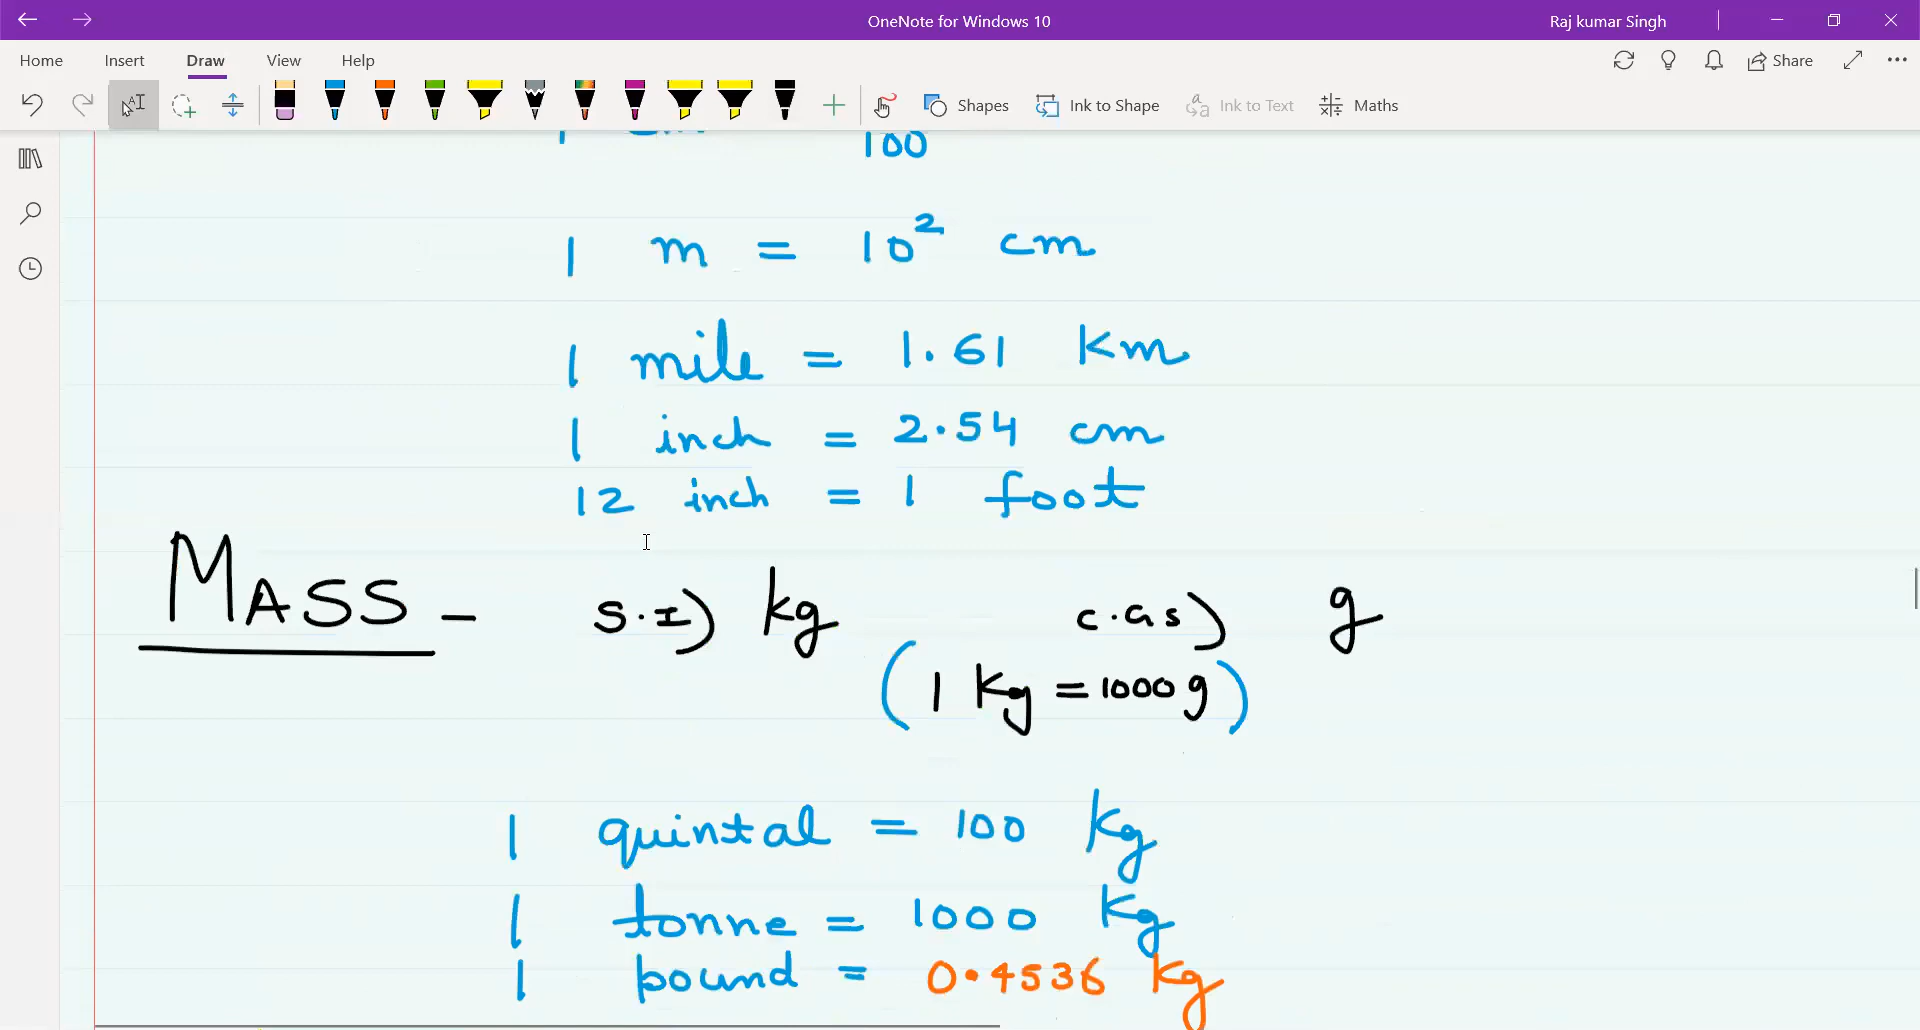 OneNote for Windows 10
Raj kumar Singh
Home Insert Draw View Help
Share
Shapes Ink to Shape Ink to Text Maths
1 100
1 m = 10² cm
1 mile = 1.61 Km
1 inch = 2.54 cm
12 inch = 1 foot
MASS - S.I) kg C.G.S) g
(1 Kg = 1000 g)
1 quintal = 100 Kg
1 tonne = 1000 Kg
1 pound = 0.4536 kg